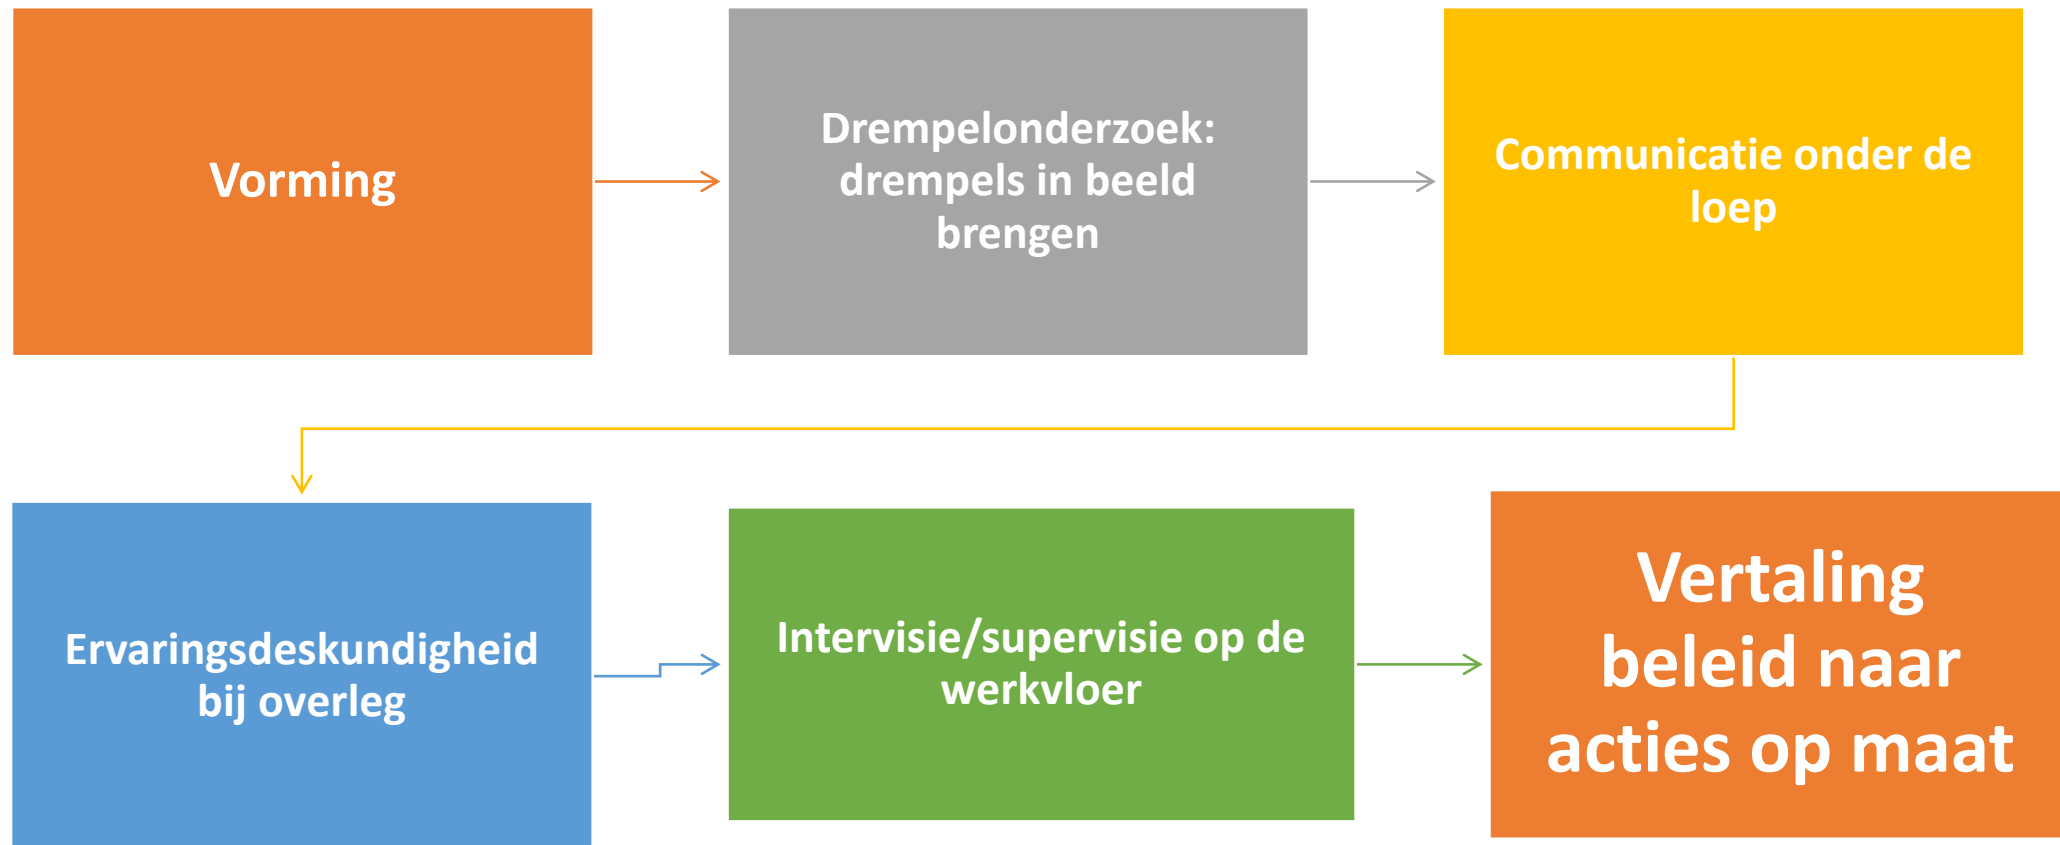 Vorming
Drempelonderzoek:
drempels in beeld
brengen
Communicatie onder de
loep
Ervaringsdeskundigheid
bij overleg
Intervisie/supervisie op de
werkvloer
Vertaling
beleid naar
acties op maat